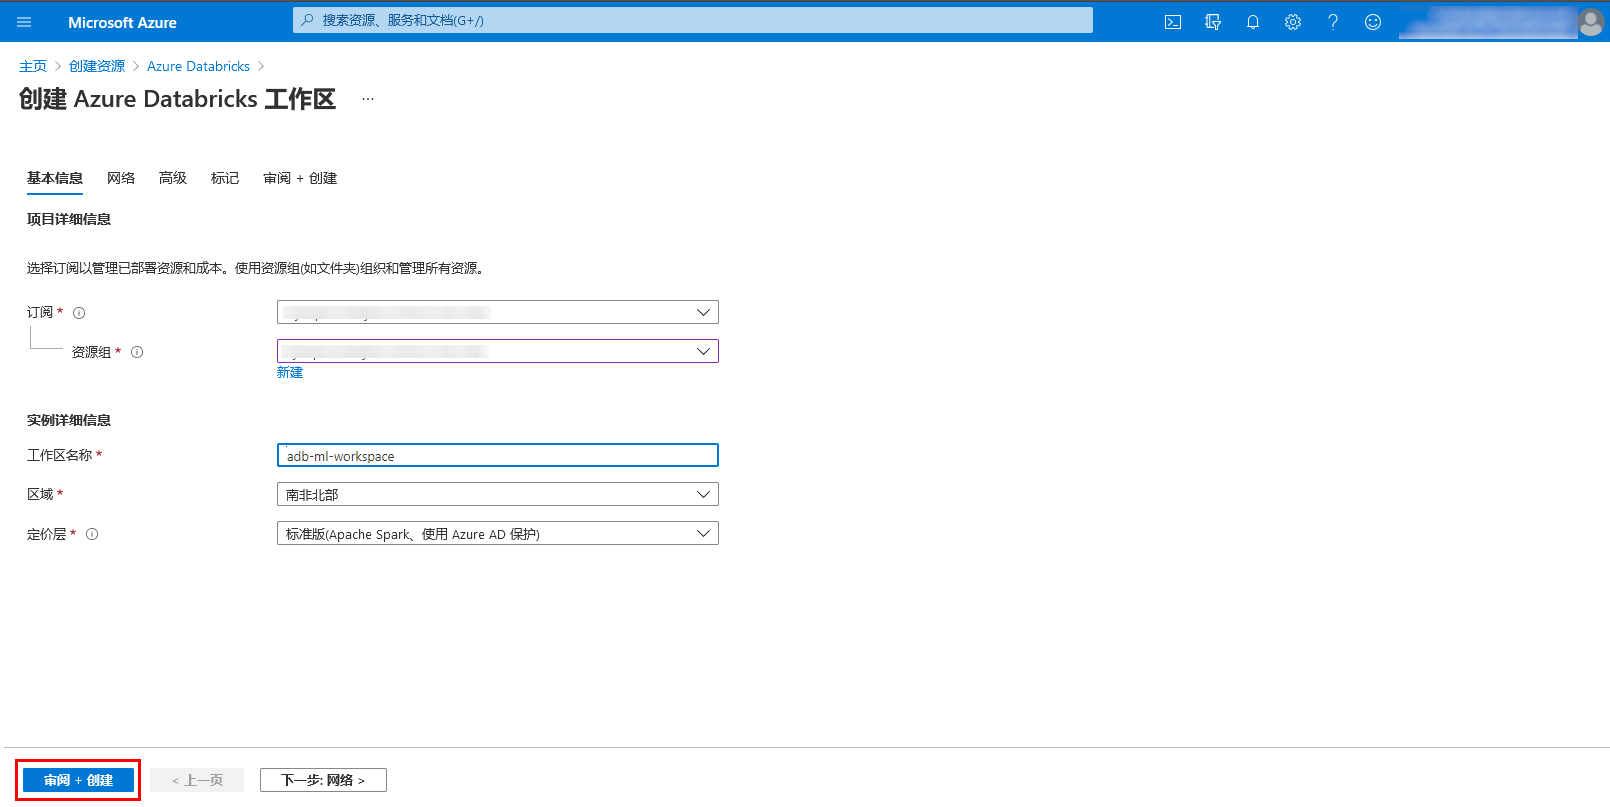 Microsoft Azure
搜索资源、服务和文档(G+/)
主页 > 创建资源 > Azure Databricks >
创建 Azure Databricks 工作区 ...
基本信息 网络 高级 标记 审阅 + 创建
项目详细信息
选择订阅以管理已部署资源和成本。使用资源组(如文件夹)组织和管理所有资源。
订阅 *
资源组 *
新建
实例详细信息
工作区名称 * adb-ml-workspace
区域 * 南非北部
定价层 * 标准版(Apache Spark、使用 Azure AD 保护)
审阅 + 创建 < 上一页 下一步: 网络 >